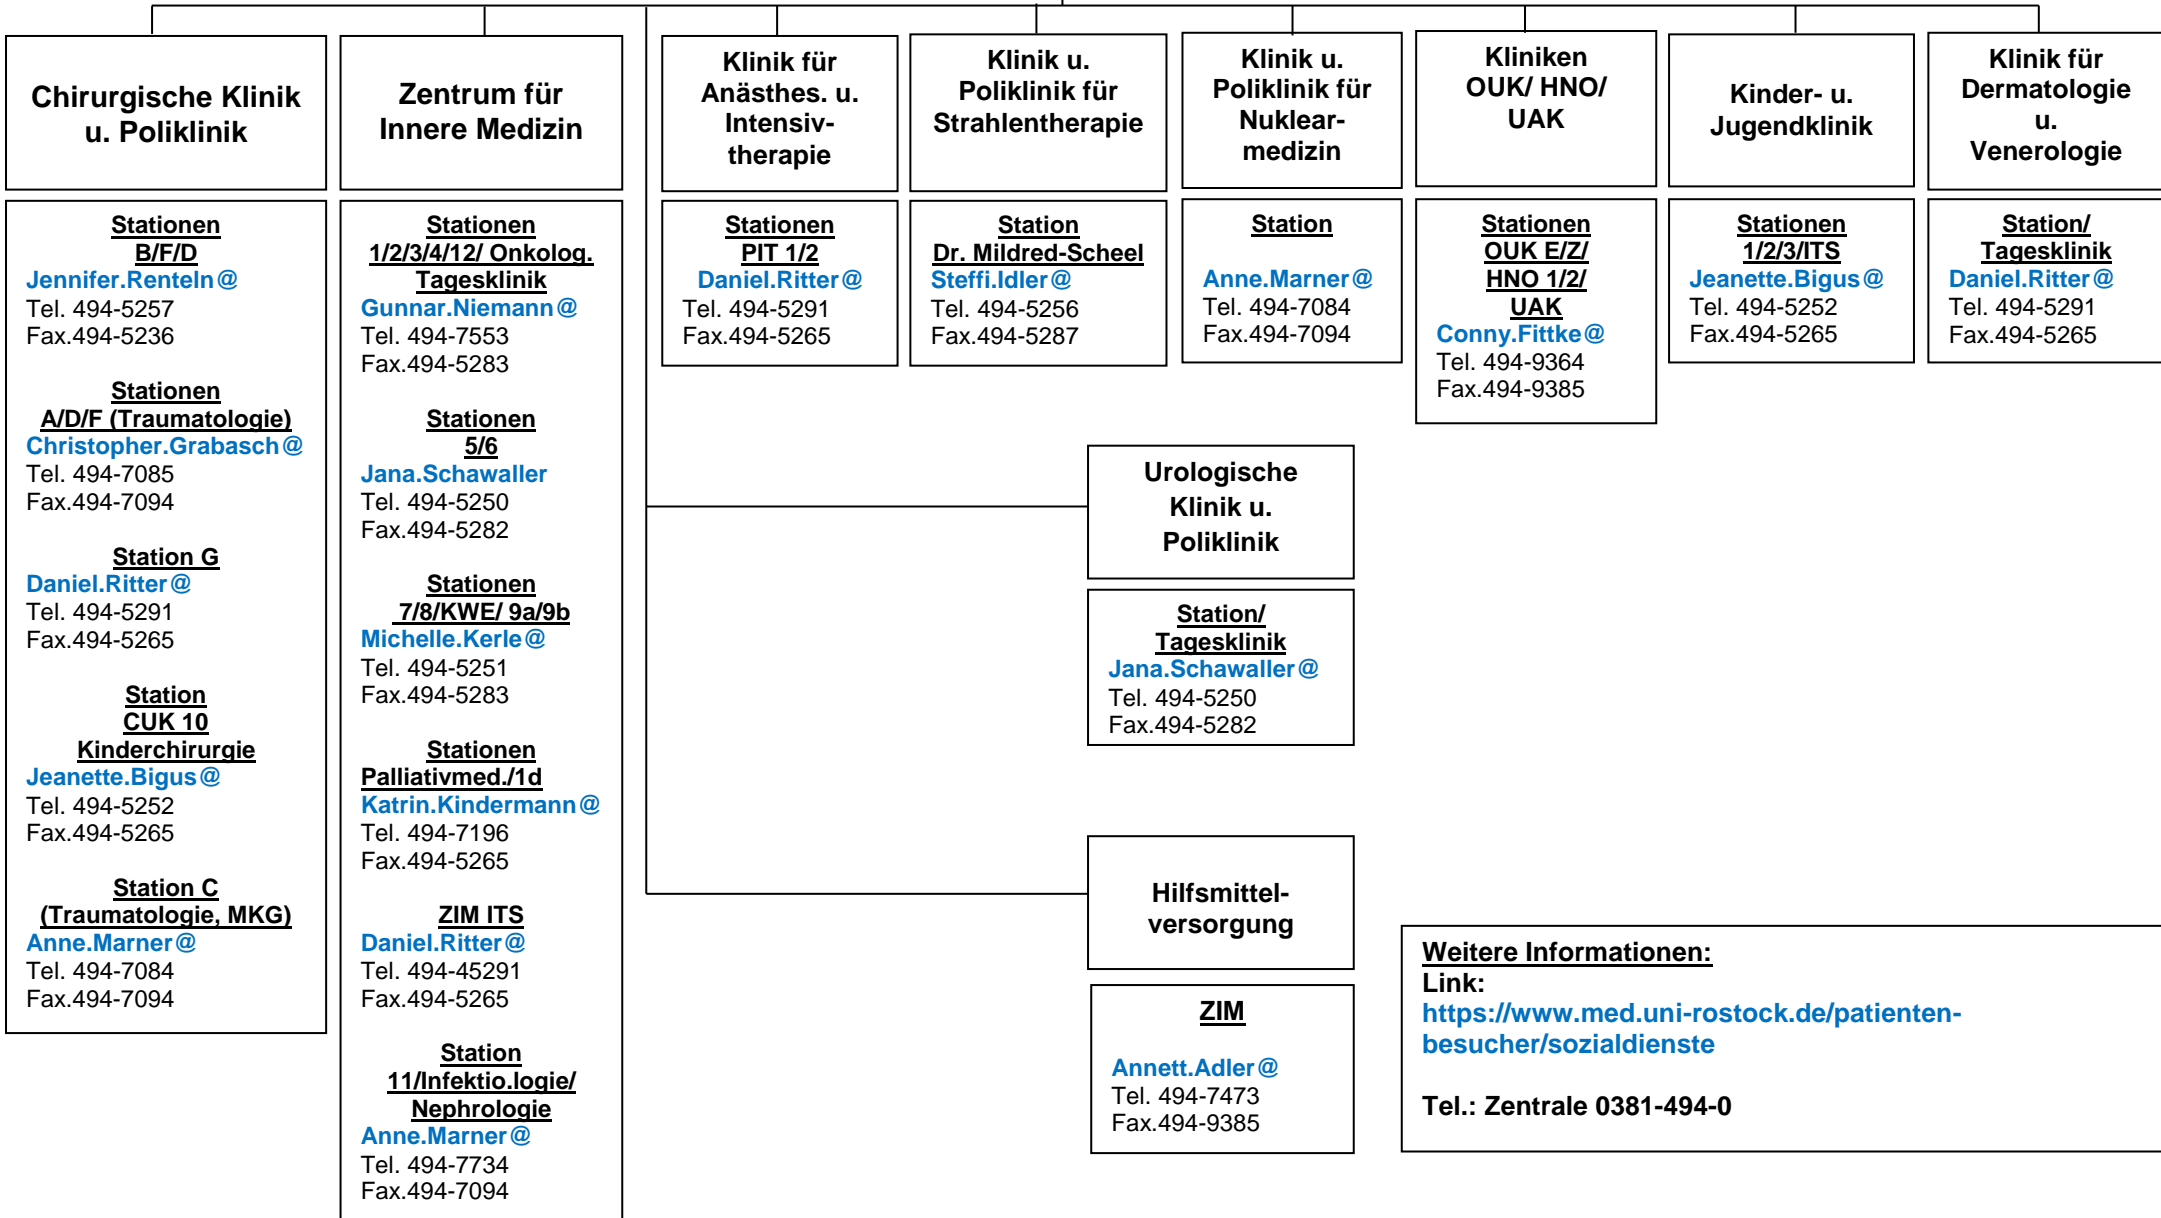 Chirurgische Klinik
u. Poliklinik
Stationen
B/F/D
Jennifer.Renteln@
Tel. 494-5257
Fax.494-5236
Stationen
A/D/F (Traumatologie)
Christopher.Grabasch@
Tel. 494-7085
Fax.494-7094
Station G
Daniel.Ritter@
Tel. 494-5291
Fax.494-5265
Station
CUK 10
Kinderchirurgie
Jeanette.Bigus@
Tel. 494-5252
Fax.494-5265
Station C
(Traumatologie, MKG)
Anne.Marner@
Tel. 494-7084
Fax.494-7094
Zentrum für
Innere Medizin
Stationen
1/2/3/4/12/ Onkolog.
Tagesklinik
Gunnar.Niemann@
Tel. 494-7553
Fax.494-5283
Stationen
5/6
Jana.Schawaller
Tel. 494-5250
Fax.494-5282
Stationen
7/8/KWE/ 9a/9b
Michelle.Kerle@
Tel. 494-5251
Fax.494-5283
Stationen
Palliativmed./1d
Katrin.Kindermann@
Tel. 494-7196
Fax.494-5265
ZIM ITS
Daniel.Ritter@
Tel. 494-45291
Fax.494-5265
Station
11/Infektio.logie/
Nephrologie
Anne.Marner@
Tel. 494-7734
Fax.494-7094
Klinik für
Anästhes. u.
Intensiv-
therapie
Stationen
PIT 1/2
Daniel.Ritter@
Tel. 494-5291
Fax.494-5265
Klinik u.
Poliklinik für
Strahlentherapie
Station
Dr. Mildred-Scheel
Steffi.Idler@
Tel. 494-5256
Fax.494-5287
Klinik u.
Poliklinik für
Nuklear-
medizin
Station
Anne.Marner@
Tel. 494-7084
Fax.494-7094
Kliniken
OUK/ HNO/
UAK
Stationen
OUK E/Z/
HNO 1/2/
UAK
Conny.Fittke@
Tel. 494-9364
Fax.494-9385
Kinder- u.
Jugendklinik
Stationen
1/2/3/ITS
Jeanette.Bigus@
Tel. 494-5252
Fax.494-5265
Klinik für
Dermatologie
u.
Venerologie
Station/
Tagesklinik
Daniel.Ritter@
Tel. 494-5291
Fax.494-5265
Urologische
Klinik u.
Poliklinik
Station/
Tagesklinik
Jana.Schawaller@
Tel. 494-5250
Fax.494-5282
Hilfsmittel-
versorgung
ZIM
Annett.Adler@
Tel. 494-7473
Fax.494-9385
Weitere Informationen:
Link:
https://www.med.uni-rostock.de/patienten-
besucher/sozialdienste
Tel.: Zentrale 0381-494-0